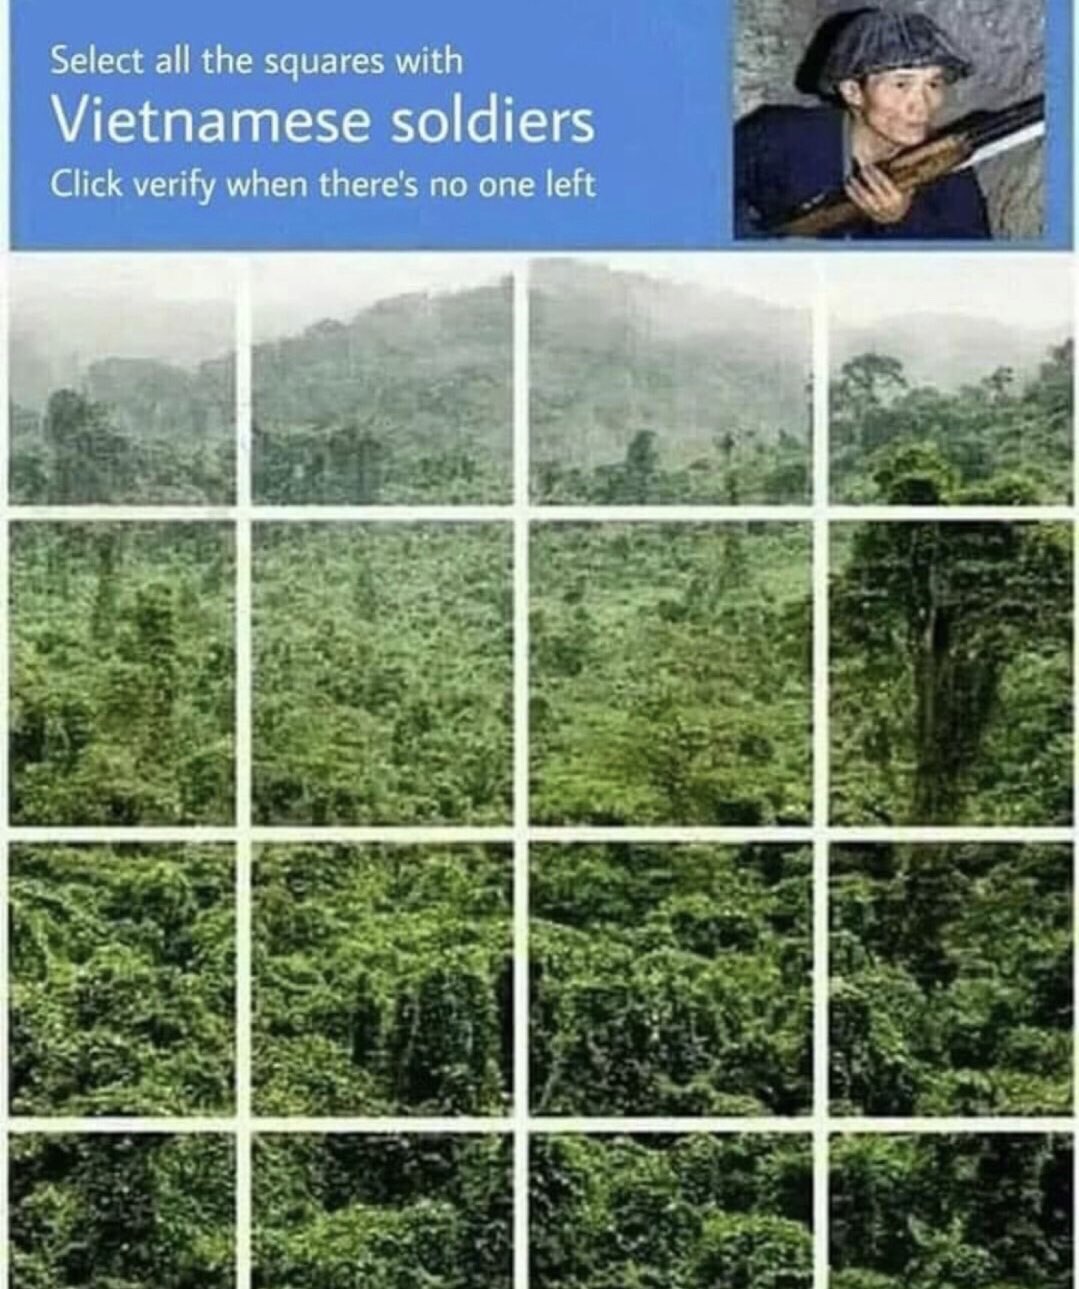 Select all the squares with
Vietnamese soldiers
Click verify when there's no one left